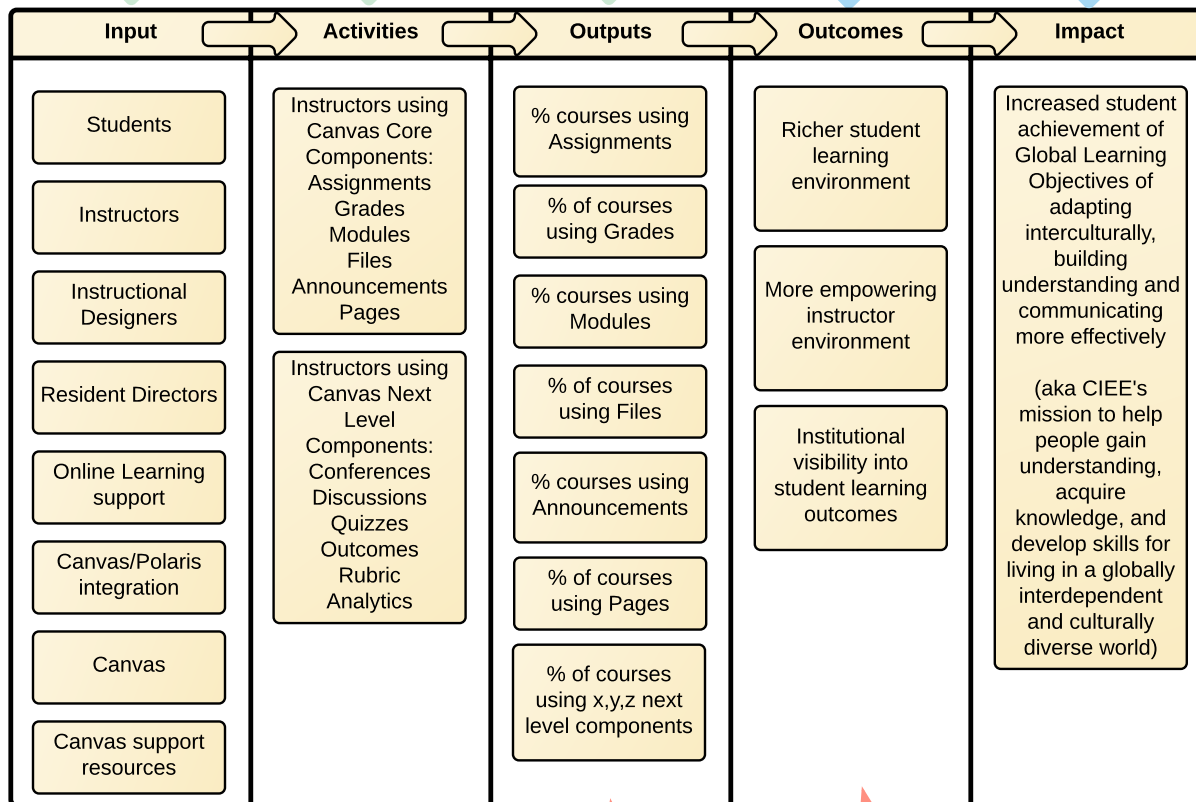 Input
Activities
Outputs
Outcomes
Impact
Students
Instructors
Instructional
Designers
Resident Directors
Online Learning
support
Canvas/Polaris
integration
Canvas
Canvas support
resources
Instructors using
Canvas Core
Components:
Assignments
Grades
Modules
Files
Announcements
Pages
Instructors using
Canvas Next
Level
Components:
Conferences
Discussions
Quizzes
Outcomes
Rubric
Analytics
% courses using
Assignments
% of courses
using Grades
% courses using
Modules
% of courses
using Files
% courses using
Announcements
% of courses
using Pages
% of courses
using x,y,z next
level components
Richer student
learning
environment
More empowering
instructor
environment
Institutional
visibility into
student learning
outcomes
Increased student
achievement of
Global Learning
Objectives of
adapting
interculturally,
building
understanding and
communicating
more effectively
(aka CIEE's
mission to help
people gain
understanding,
acquire
knowledge, and
develop skills for
living in a globally
interdependent
and culturally
diverse world)